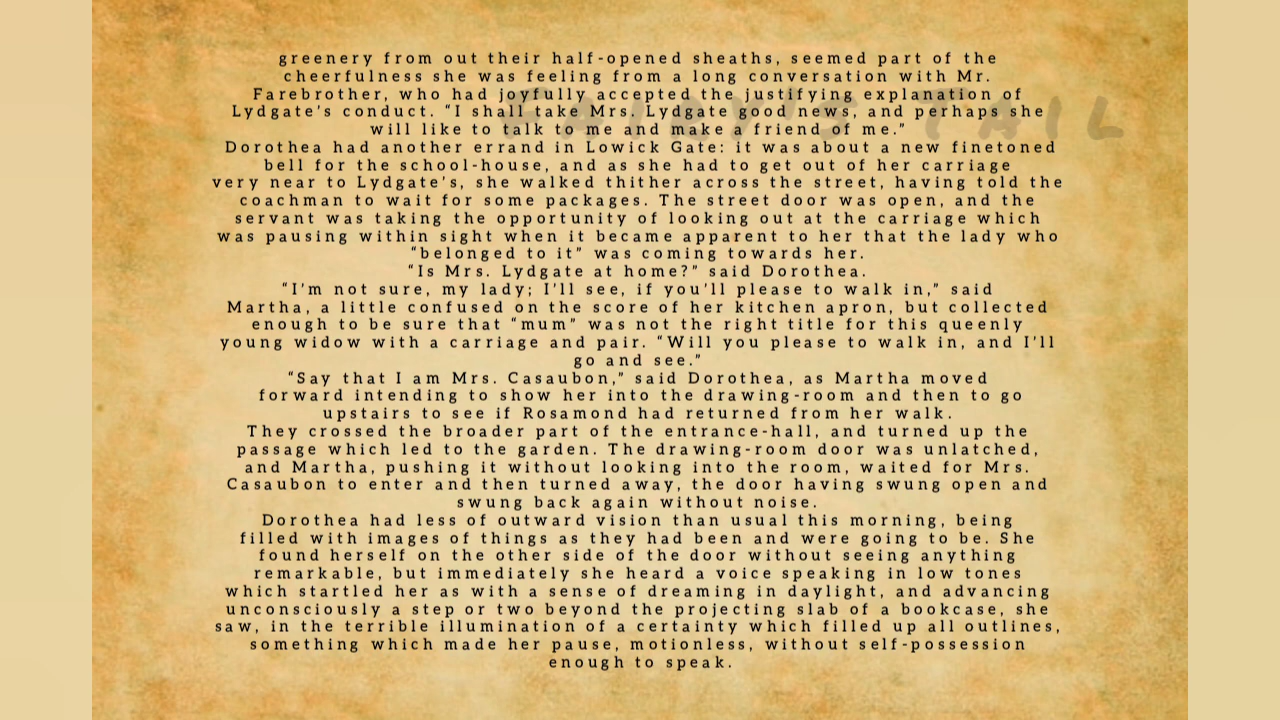 greenery from out their half-opened sheaths, seemed part of the
cheerfulness she was feeling from a long conversation with Mr.
Farebrother, who had joyfully accepted the justifying explanation of
Lydgate's conduct. "I shall take Mrs. Lydgate good news, and perhaps she
will like to talk to me and make a friend of me."
Dorothea had another errand in Lowick Gate: it was about a new finetoned
bell for the school-house, and as she had to get out of her carriage
very near to Lydgate's, she walked thither across the street, having told the
coachman to wait for some packages. The street door was open, and the
servant was taking the opportunity of looking out at the carriage which
was pausing within sight when it became apparent to her that the lady who
"belonged to it" was coming towards her.
"Is Mrs. Lydgate at home?" said Dorothea.
"I'm not sure, my lady; I'll see, if you'll please to walk in," said
Martha, a little confused on the score of her kitchen apron, but collected
enough to be sure that "mum" was not the right title for this queenly
young widow with a carriage and pair. "Will you please to walk in, and I'll
go and see."
"Say that I am Mrs. Casaubon," said Dorothea, as Martha moved
forward intending to show her into the drawing-room and then to go
upstairs to see if Rosamond had returned from her walk.
They crossed the broader part of the entrance-hall, and turned up the
passage which led to the garden. The drawing-room door was unlatched,
and Martha, pushing it without looking into the room, waited for Mrs.
Casaubon to enter and then turned away, the door having swung open and
swung back again without noise.
Dorothea had less of outward vision than usual this morning, being
filled with images of things as they had been and were going to be. She
found herself on the other side of the door without seeing anything
remarkable, but immediately she heard a voice speaking in low tones
which startled her as with a sense of dreaming in daylight, and advancing
unconsciously a step or two beyond the projecting slab of a bookcase, she
saw, in the terrible illumination of a certainty which filled up all outlines,
something which made her pause, motionless, without self-possession
enough to speak.
TAIL